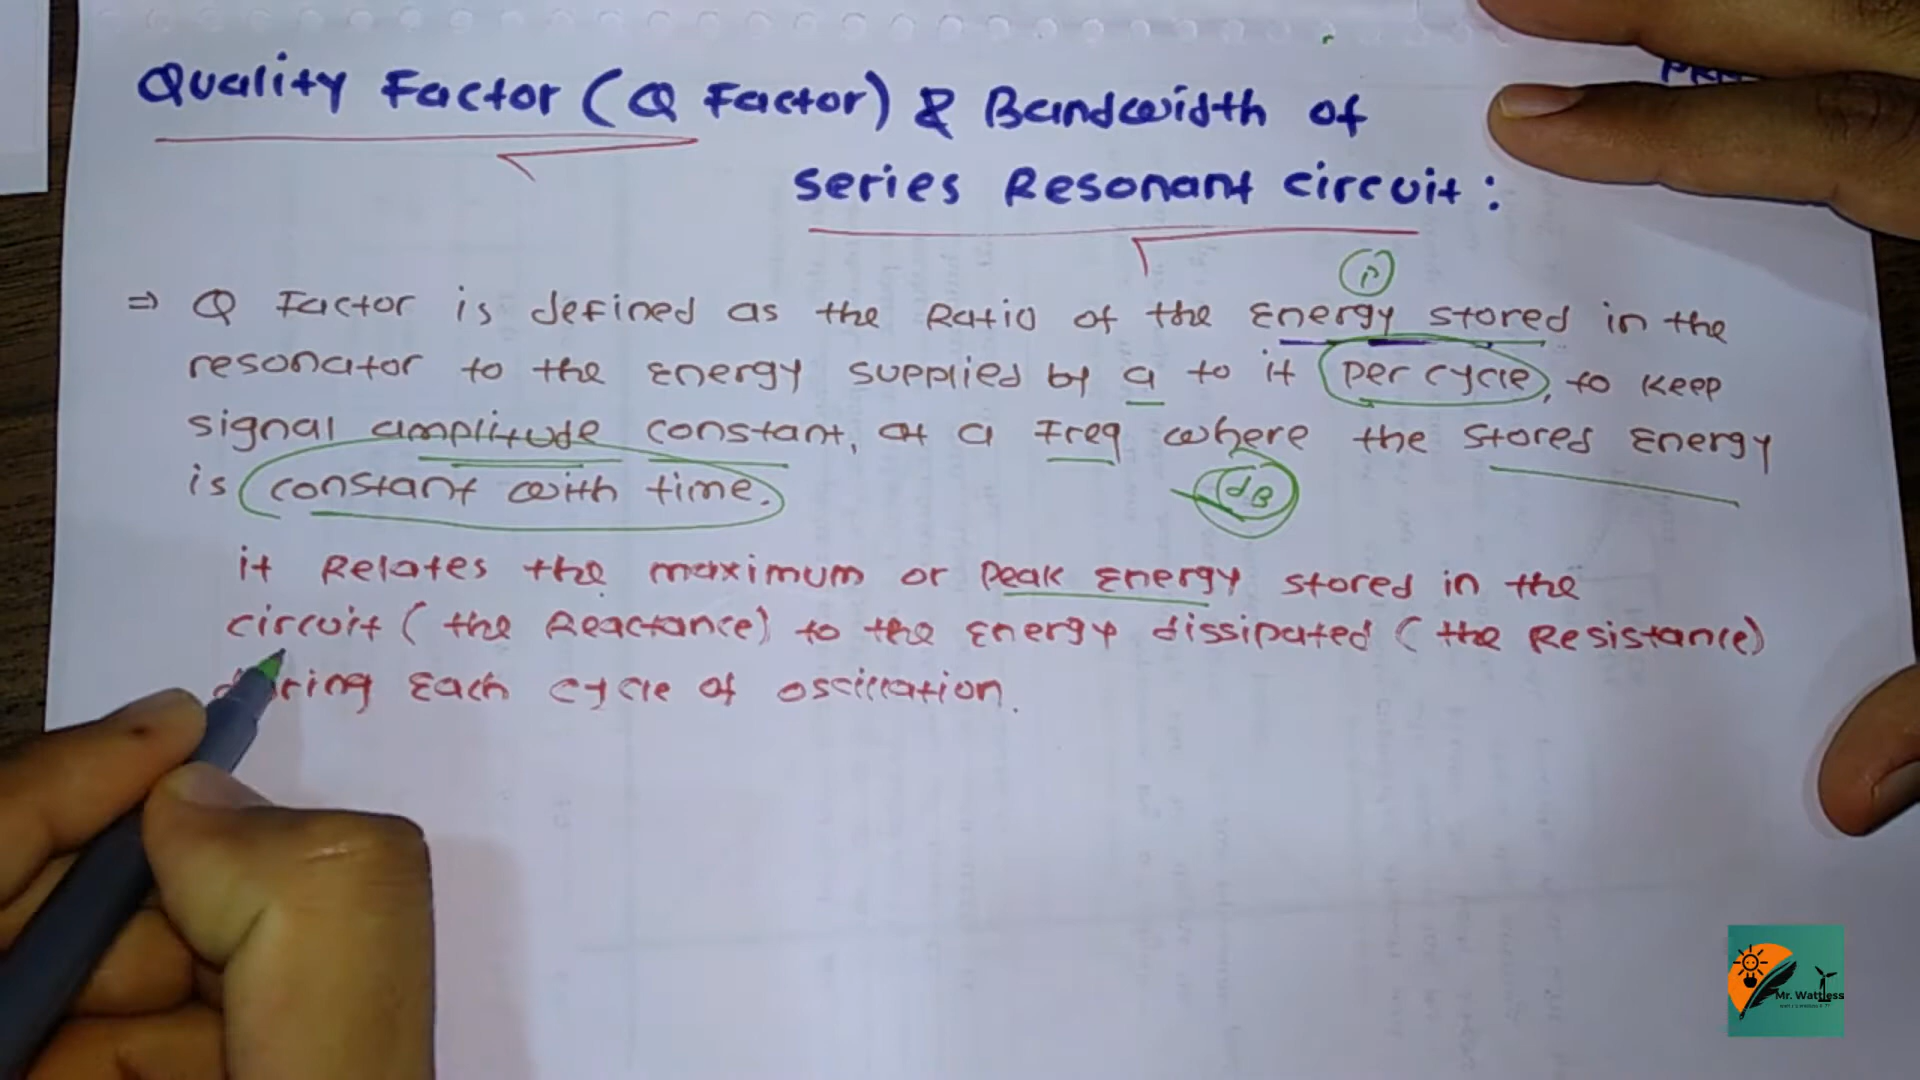 Quality Factor (Q Factor) & Bandwidth of
series Resonant circuit :
⇒ Q Factor is defined as the Ratio of the Energy stored in the
resonator to the Energy supplied by a to it per cycle, to keep
signal amplitude constant, at a Freq where the stored Energy
is constant with time.
dB
it Relates the maximum or Peak Energy stored in the
circuit ( the Reactance) to the Energy dissipated ( the Resistance)
during Each cycle of oscillation.
Mr. Wattless